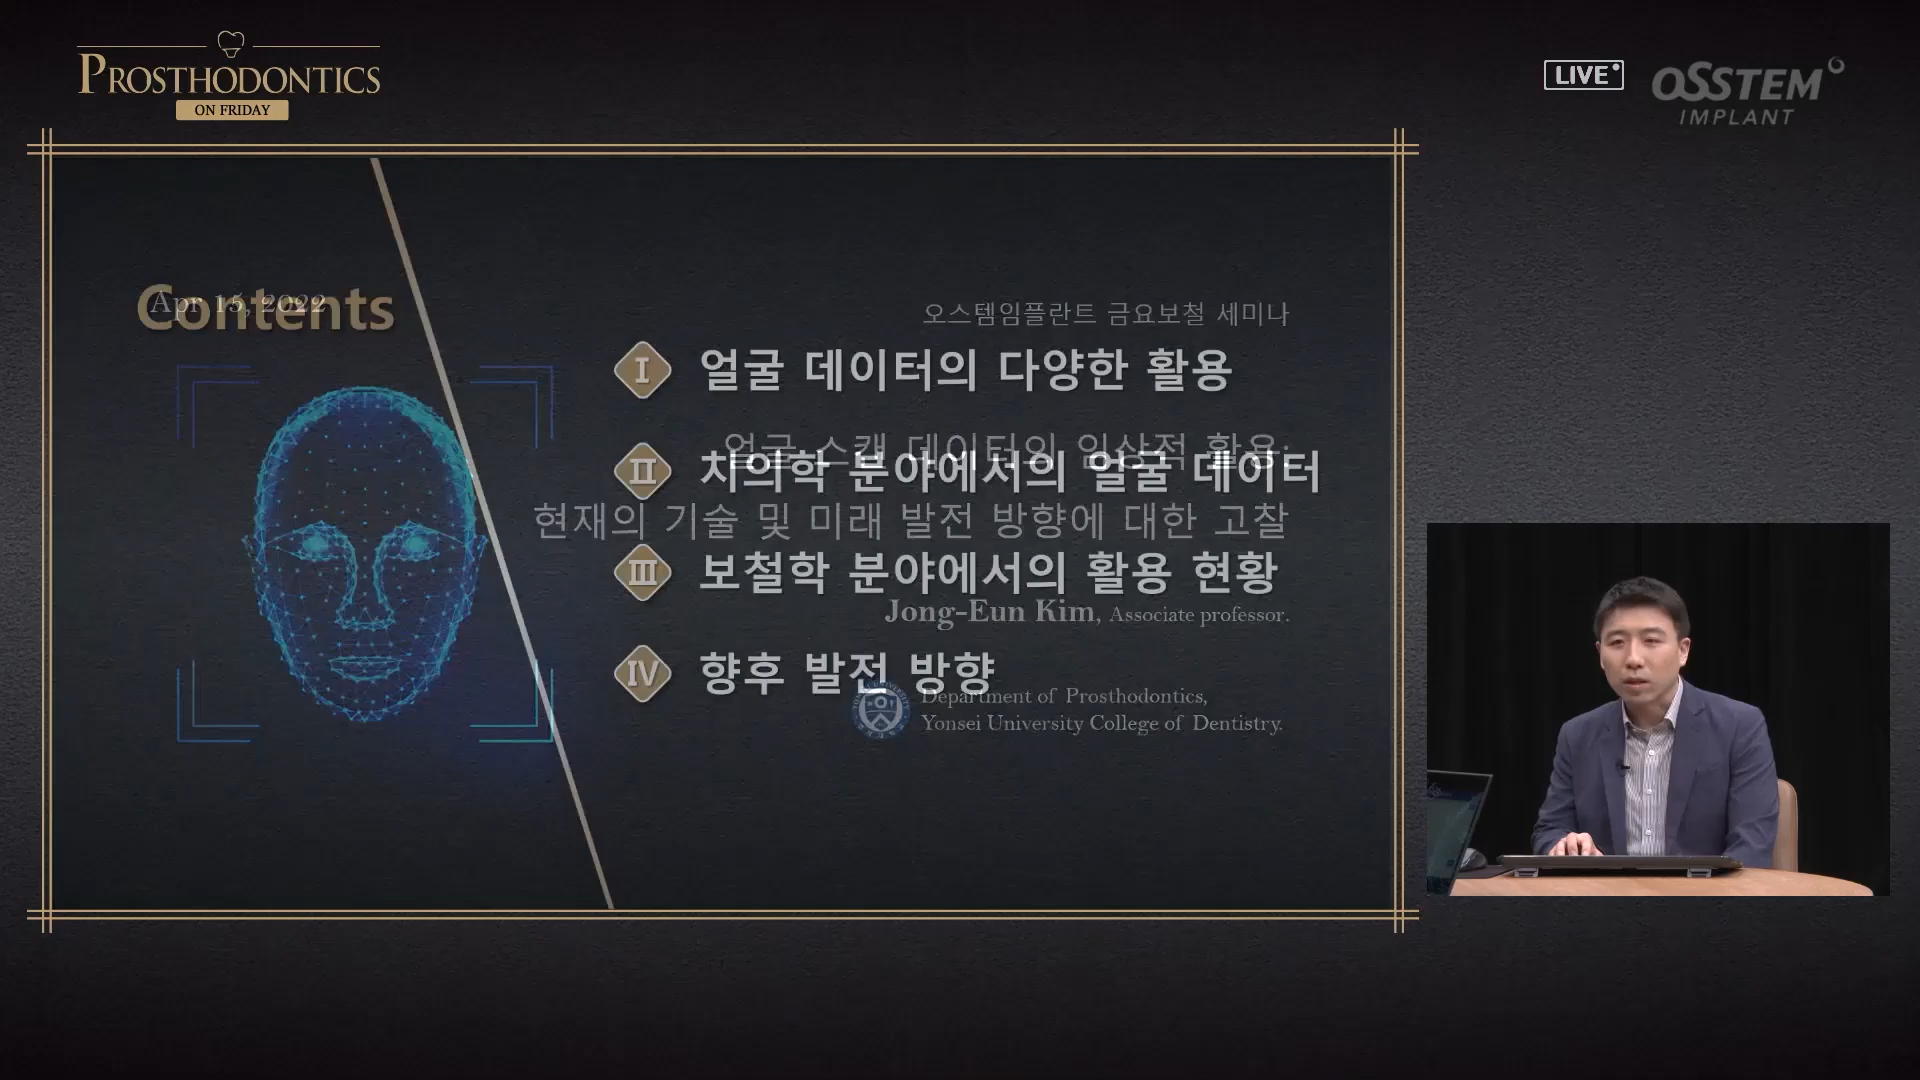 PROSTHODONTICS
ON FRIDAY
LIVE
OSSTEM
IMPLANT
Apr 15, 2022
Contents
오스템임플란트 금요보철 세미나
I 얼굴 데이터의 다양한 활용
얼굴 스캔 데이터의 임상적 활용:
II 치의학 분야에서의 얼굴 데이터
현재의 기술 및 미래 발전 방향에 대한 고찰
III 보철학 분야에서의 활용 현황
Jong-Eun Kim, Associate professor.
IV 향후 발전 방향
Department of Prosthodontics,
Yonsei University College of Dentistry.